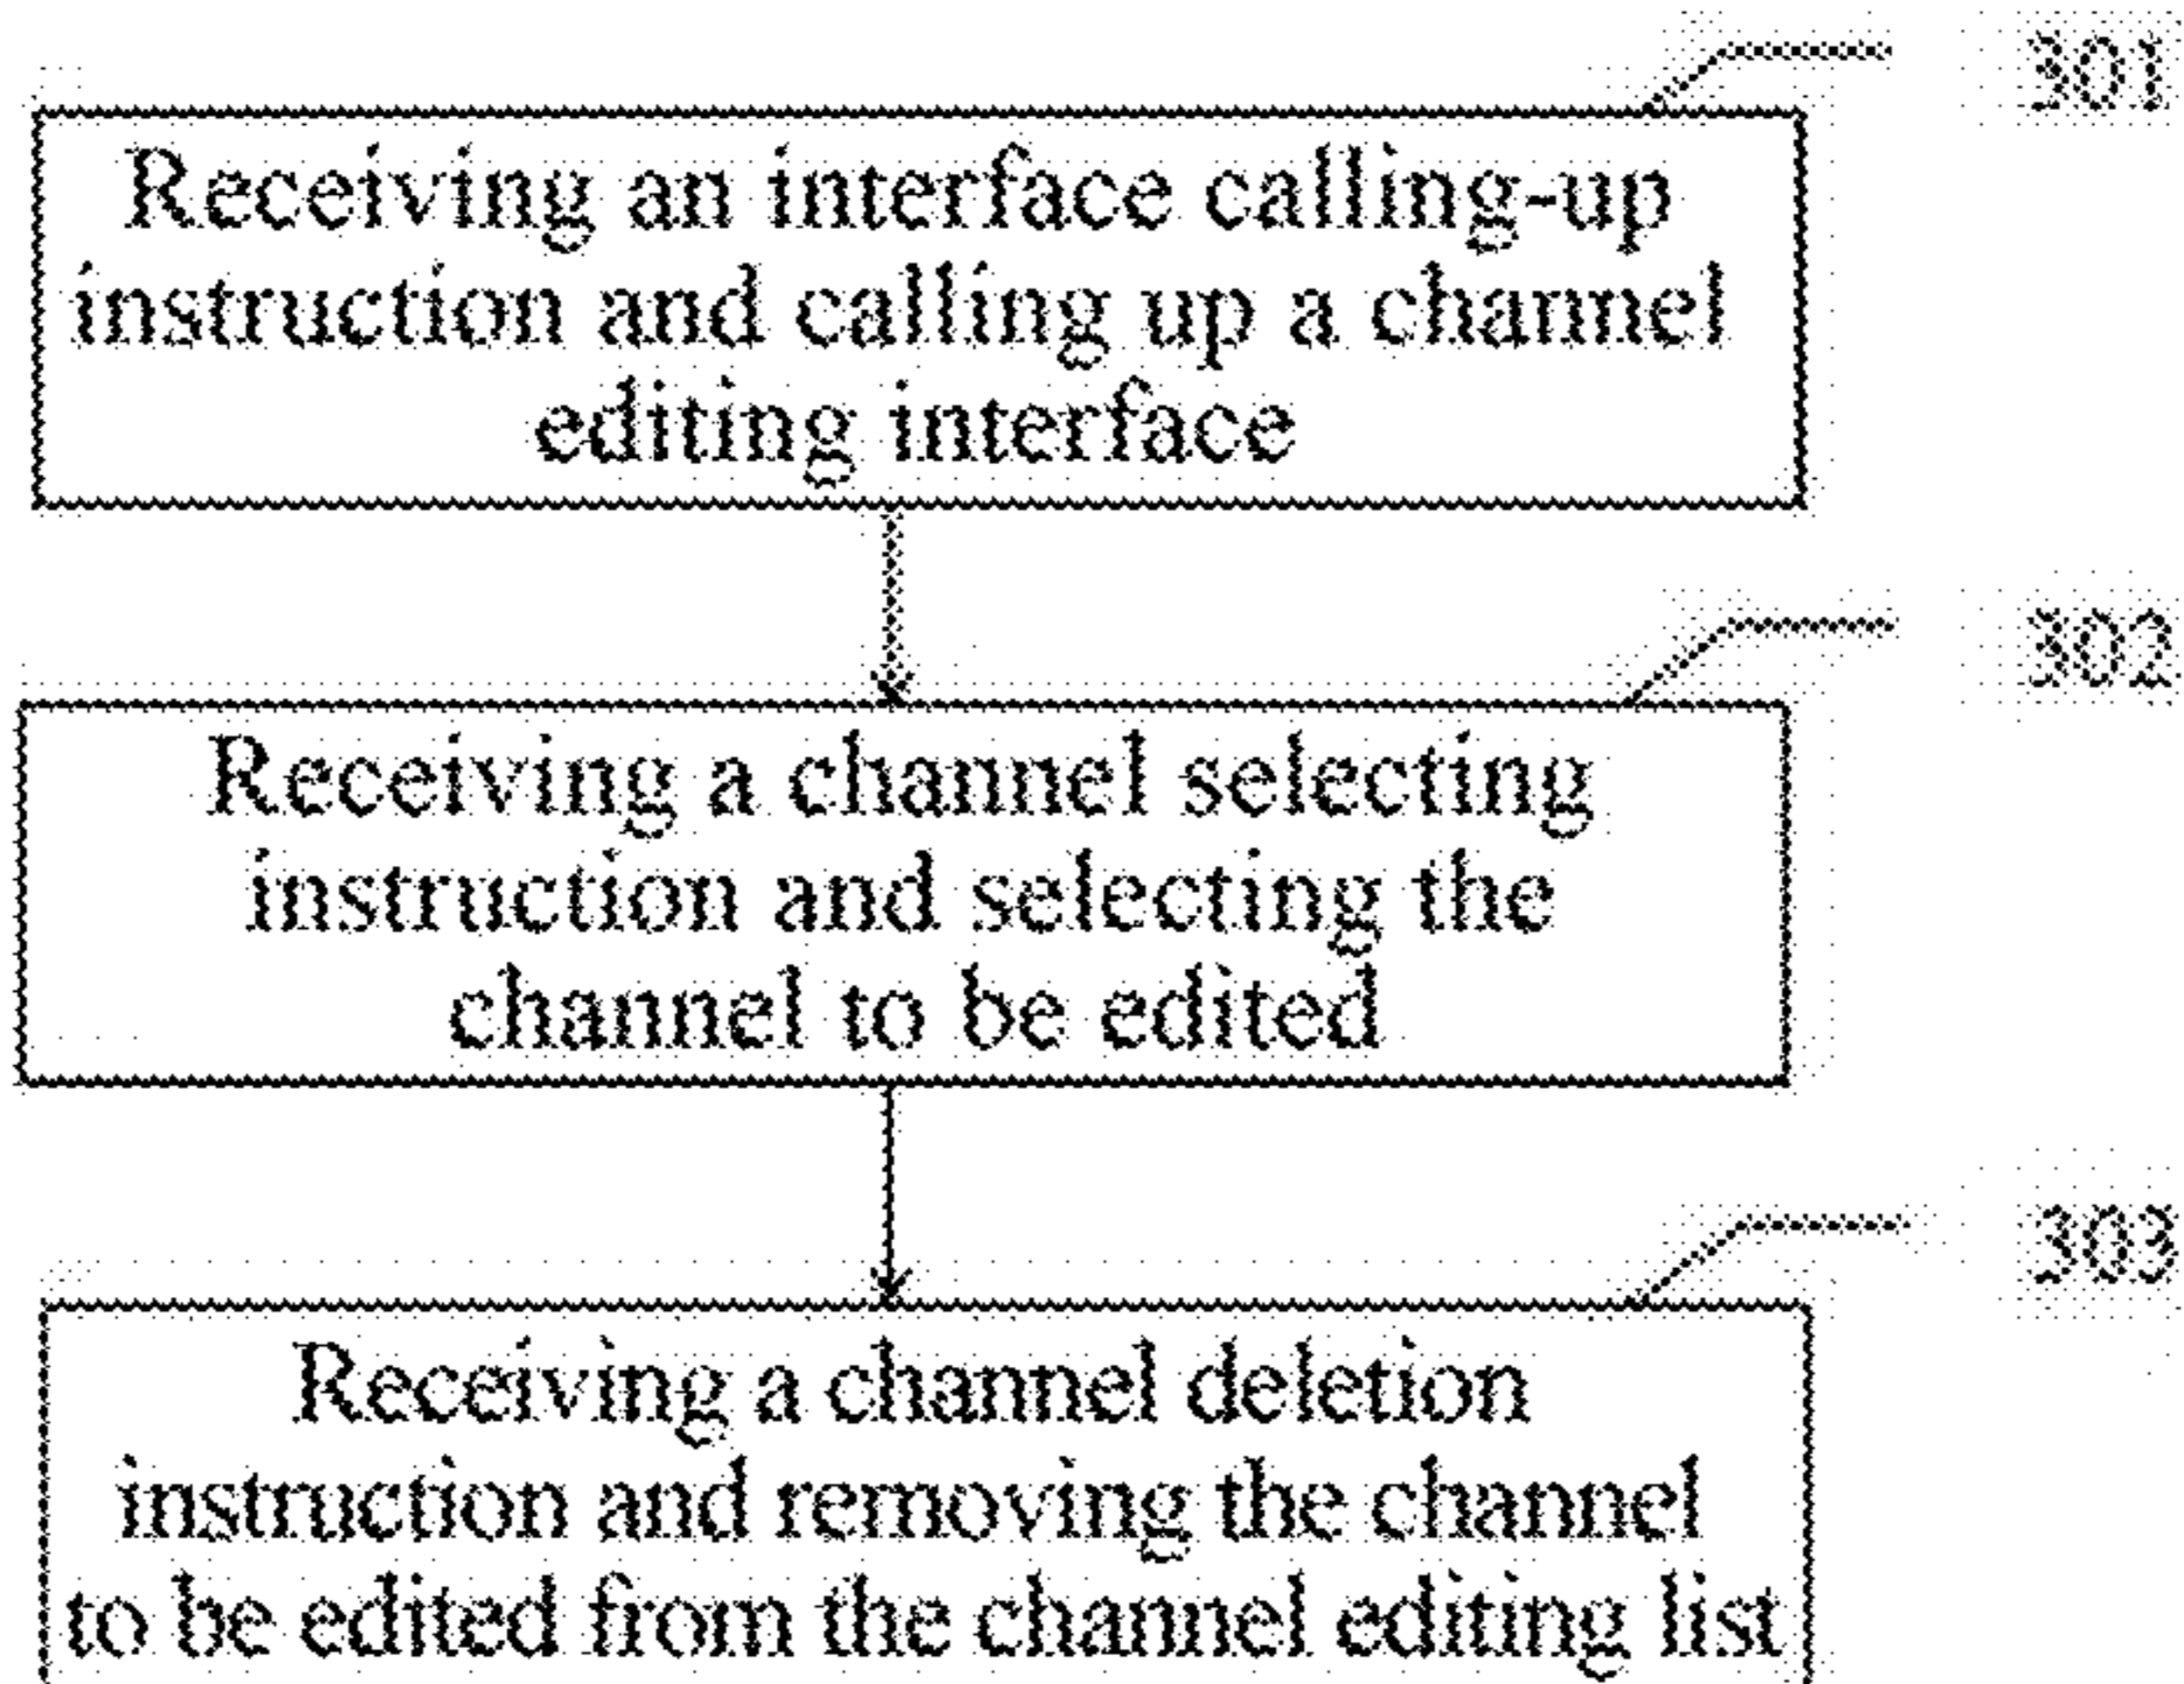 301
Receiving an interface calling-up
instruction and calling up a channel
editing interface
302
Receiving a channel selecting
instruction and selecting the
channel to be edited
303
Receiving a channel deletion
instruction and removing the channel
to be edited from the channel editing list